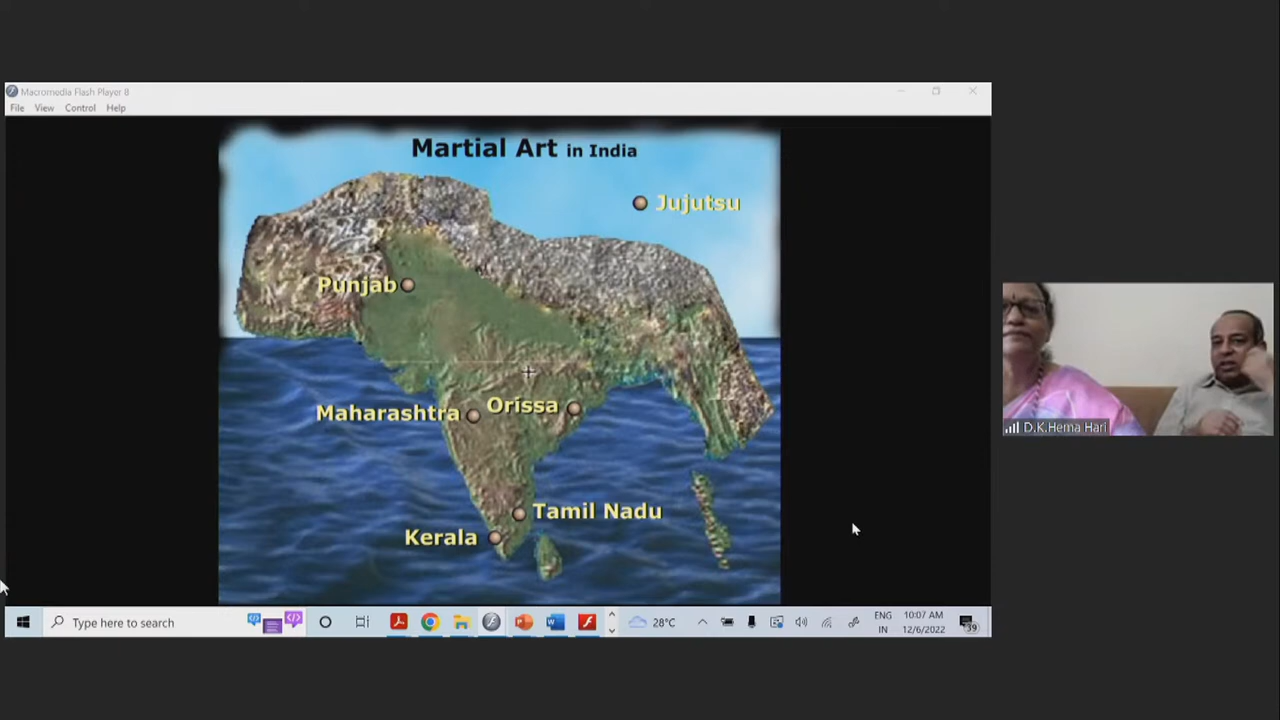 Macromedia Flash Player 8
File View Control Help
Martial Art in India
Jujutsu
Punjab
Maharashtra
Orissa
Tamil Nadu
Kerala
D.K.Hema Hari
Type here to search
28°C
ENG
IN
10:07 AM
12/6/2022
39